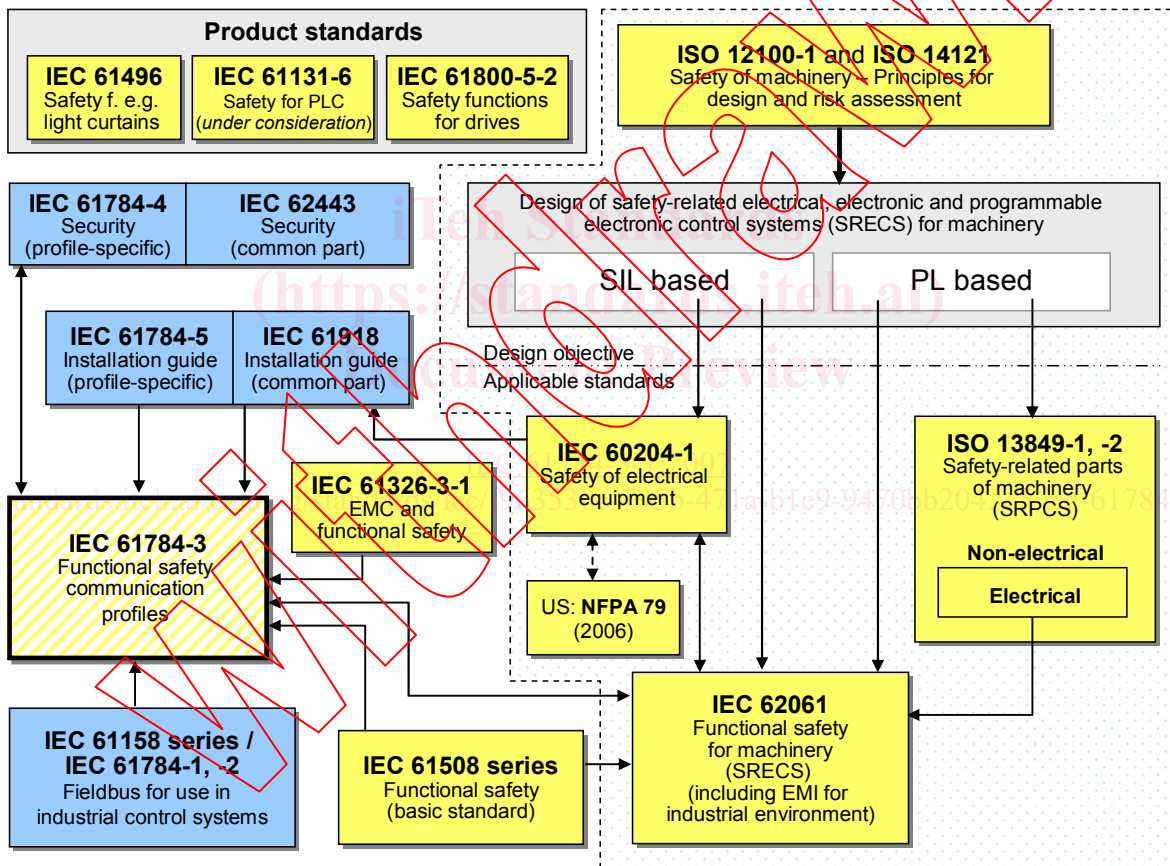 Product standards
IEC 61496
Safety f. e.g.
light curtains
IEC 61131-6
Safety for PLC
(under consideration)
IEC 61800-5-2
Safety functions
for drives
ISO 12100-1 and ISO 14121
Safety of machinery – Principles for
design and risk assessment
IEC 61784-4
Security
(profile-specific)
IEC 62443
Security
(common part)
Design of safety-related electrical, electronic and programmable
electronic control systems (SRECS) for machinery
SIL based
PL based
iTeh Standards
(https://standards.iteh.ai)
Document Preview
IEC 61784-5
Installation guide
(profile-specific)
IEC 61918
Installation guide
(common part)
Design objective
Applicable standards
IEC 60204-1
Safety of electrical
equipment
ISO 13849-1, -2
Safety-related parts
of machinery
(SRPCS)
Non-electrical
Electrical
IEC 61326-3-1
EMC and
functional safety
IEC 61784-3
Functional safety
communication
profiles
US: NFPA 79
(2006)
IEC 62061
Functional safety
for machinery
(SRECS)
(including EMI for
industrial environment)
IEC 61158 series /
IEC 61784-1, -2
Fieldbus for use in
industrial control systems
IEC 61508 series
Functional safety
(basic standard)